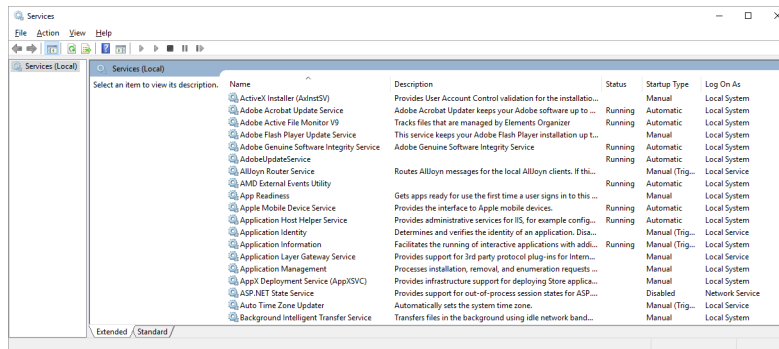 Services
File Action View Help
Services (Local)
Services (Local)
Select an item to view its description.
Name Description Status Startup Type Log On As
ActiveX Installer (AxInstSV) Provides User Account Control validation for the installatio... Manual Local System
Adobe Acrobat Update Service Adobe Acrobat Updater keeps your Adobe software up to ... Running Automatic Local System
Adobe Active File Monitor V9 Tracks files that are managed by Elements Organizer Running Automatic Local System
Adobe Flash Player Update Service This service keeps your Adobe Flash Player installation up t... Manual Local System
Adobe Genuine Software Integrity Service Adobe Genuine Software Integrity Service Running Automatic Local System
AdobeUpdateService Running Automatic Local System
AllJoyn Router Service Routes AllJoyn messages for the local AllJoyn clients. If thi... Manual (Trig... Local Service
AMD External Events Utility Running Automatic Local System
App Readiness Gets apps ready for use the first time a user signs in to this ... Manual Local System
Apple Mobile Device Service Provides the interface to Apple mobile devices. Running Automatic Local System
Application Host Helper Service Provides administrative services for IIS, for example config... Running Automatic Local System
Application Identity Determines and verifies the identity of an application. Disa... Manual (Trig... Local Service
Application Information Facilitates the running of interactive applications with addi... Running Manual (Trig... Local System
Application Layer Gateway Service Provides support for 3rd party protocol plug-ins for Intern... Manual Local Service
Application Management Processes installation, removal, and enumeration requests ... Manual Local System
AppX Deployment Service (AppXSVC) Provides infrastructure support for deploying Store applica... Manual Local System
ASP.NET State Service Provides support for out-of-process session states for ASP.... Disabled Network Service
Auto Time Zone Updater Automatically sets the system time zone. Manual (Trig... Local Service
Background Intelligent Transfer Service Transfers files in the background using idle network band... Manual Local System
Extended Standard